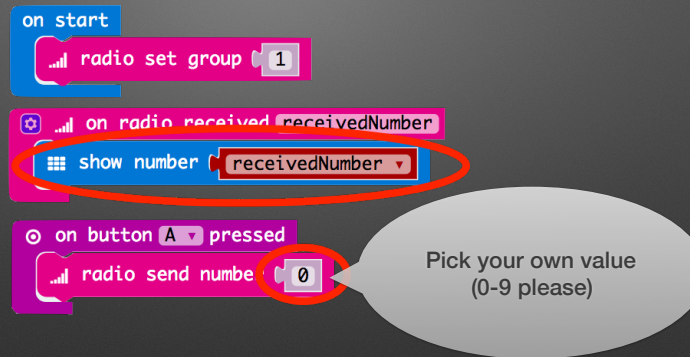 on start
radio set group 1
on radio received receivedNumber
show number receivedNumber
on button A pressed
radio send number 0
Pick your own value
(0-9 please)